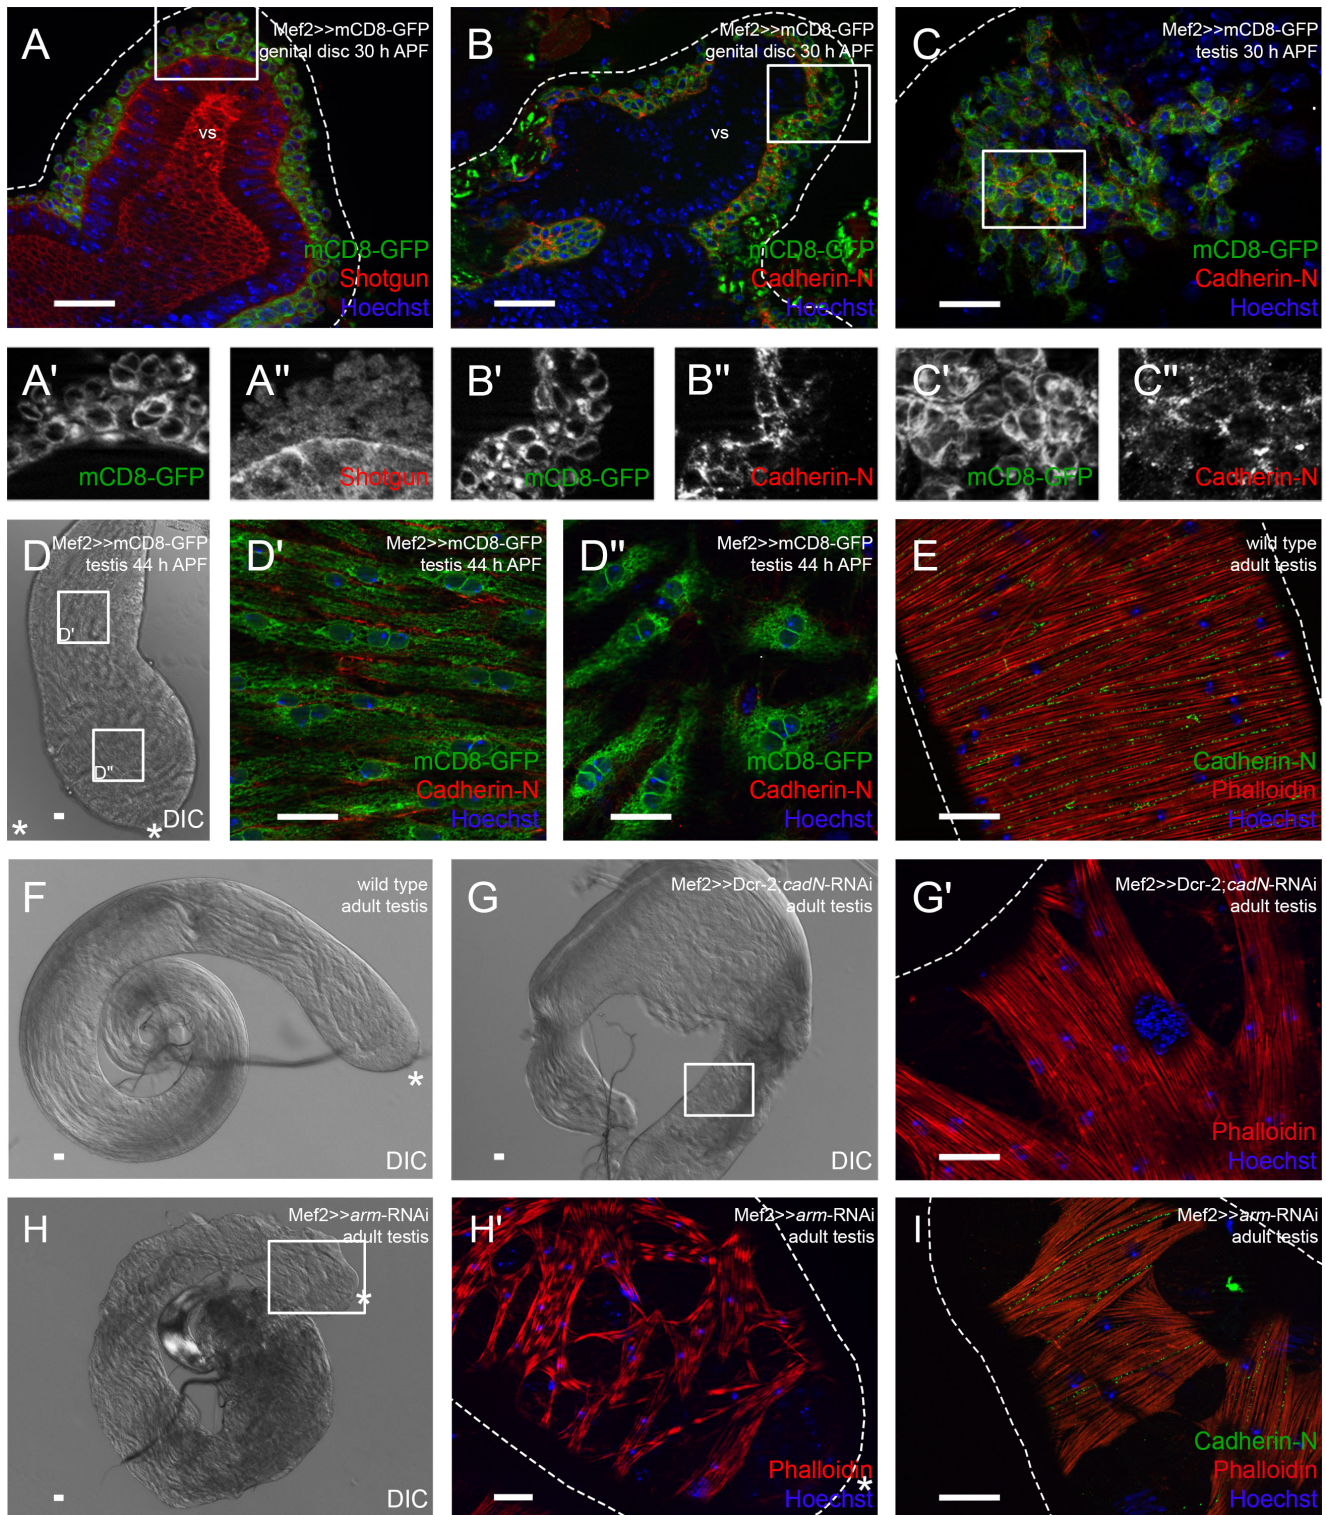 A
Mef2>>mCD8-GFP
genital disc 30 h APF
vs
mCD8-GFP
Shotgun
Hoechst
B
Mef2>>mCD8-GFP
genital disc 30 h APF
vs
mCD8-GFP
Cadherin-N
Hoechst
C
Mef2>>mCD8-GFP
testis 30 h APF
mCD8-GFP
Cadherin-N
Hoechst
A'
mCD8-GFP
A"
Shotgun
B'
mCD8-GFP
B"
Cadherin-N
C'
mCD8-GFP
C"
Cadherin-N
D
Mef2>>mCD8-GFP
testis 44 h APF
D'
D"
*
*
DIC
D'
Mef2>>mCD8-GFP
testis 44 h APF
mCD8-GFP
Cadherin-N
Hoechst
D"
Mef2>>mCD8-GFP
testis 44 h APF
mCD8-GFP
Cadherin-N
Hoechst
E
wild type
adult testis
Cadherin-N
Phalloidin
Hoechst
F
wild type
adult testis
*
DIC
G
Mef2>>Dcr-2;cadN-RNAi
adult testis
DIC
G'
Mef2>>Dcr-2;cadN-RNAi
adult testis
Phalloidin
Hoechst
H
Mef2>>arm-RNAi
adult testis
*
DIC
H'
Mef2>>arm-RNAi
adult testis
Phalloidin
Hoechst
*
I
Mef2>>arm-RNAi
adult testis
Cadherin-N
Phalloidin
Hoechst